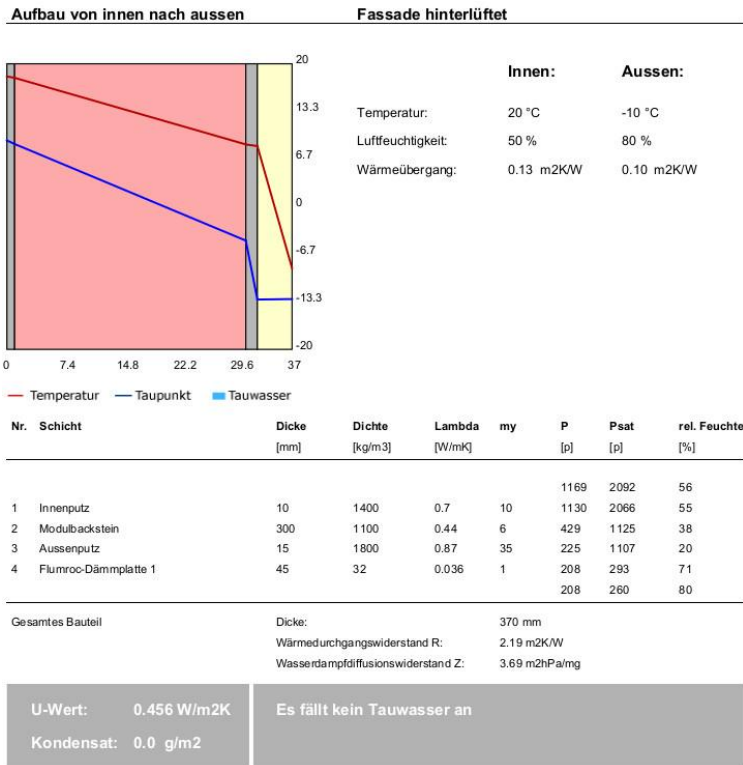 Aufbau von innen nach aussen
Fassade hinterlüftet
20
13.3
6.7
0
-6.7
-13.3
-20
0 7.4 14.8 22.2 29.6 37
Temperatur Taupunkt Tauwasser
Innen: Aussen:
Temperatur: 20 °C -10 °C
Luftfeuchtigkeit: 50 % 80 %
Wärmeübergang: 0.13 m2K/W 0.10 m2K/W
Nr. Schicht Dicke Dichte Lambda my P Psat rel. Feuchte
[mm] [kg/m3] [W/mK] [p] [p] [%]
1169 2092 56
1 Innenputz 10 1400 0.7 10 1130 2066 55
2 Modulbackstein 300 1100 0.44 6 429 1125 38
3 Aussenputz 15 1800 0.87 35 225 1107 20
4 Flumroc-Dämmplatte 1 45 32 0.036 1 208 293 71
208 260 80
Gesamtes Bauteil Dicke: 370 mm
Wärmedurchgangswiderstand R: 2.19 m2K/W
Wasserdampfdiffusionswiderstand Z: 3.69 m2hPa/mg
U-Wert: 0.456 W/m2K Es fällt kein Tauwasser an
Kondensat: 0.0 g/m2